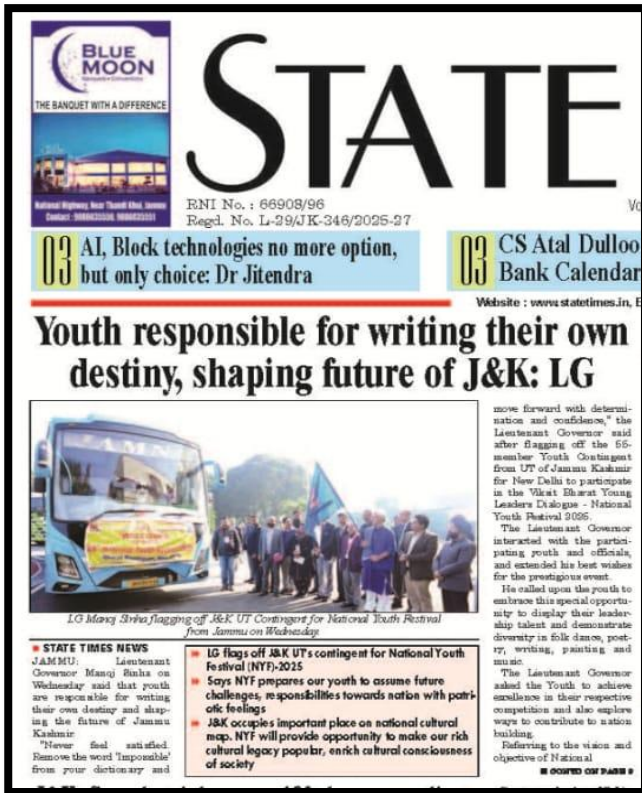 BLUE
MOON
THE BANQUET WITH A DIFFERENCE
National Highway, Near Thandi Khui, Jammu
STATE
RNI No. : 66903/96
Regd. No. L-29/JK-346/2025-27
Vo
03 AI, Block technologies no more option,
but only choice: Dr Jitendra
03 CS Atal Dulloo
Bank Calendar
Website : www.statetimes.in, E
Youth responsible for writing their own
destiny, shaping future of J&K: LG
LG Manoj Sinha flagging off J&K UT Contingent for National Youth Festival
from Jammu on Wednesday.
STATE TIMES NEWS
JAMMU: Lieutenant
Governor Manoj Sinha on
Wednesday said that youth
are responsible for writing
their own destiny and shap-
ing the future of Jammu
Kashmir.
"Never feel satisfied.
Remove the word 'Impossible'
from your dictionary and
LG flags off J&K UT's contingent for National Youth
Festival (NYF)-2025
Says NYF prepares our youth to assume future
challenges, responsibilities towards nation with patri-
otic feelings
J&K occupies important place on national cultural
map. NYF will provide opportunity to make our rich
cultural legacy popular, enrich cultural consciousness
of society
move forward with determi-
nation and confidence," the
Lieutenant Governor said
after flagging off the
member Youth Contingent
from UT of Jammu Kashmir
for New Delhi to participate
in the Viksit Bharat Young
Leaders Dialogue - National
Youth Festival
The Lieutenant Governor
interacted with the partici-
pating youth and officials,
and extended his best wishes
for the prestigious event.
He called upon the youth to
embrace this special opportu-
nity to display their leader-
ship talent and demonstrate
diversity in folk dance, poet-
ry, writing, painting and
music.
The Lieutenant Governor
asked the Youth to achieve
excellence in their respective
competition and also explore
ways to contribute to nation
building.
Referring to the vision and
objective of National
CONTD ON PAGE